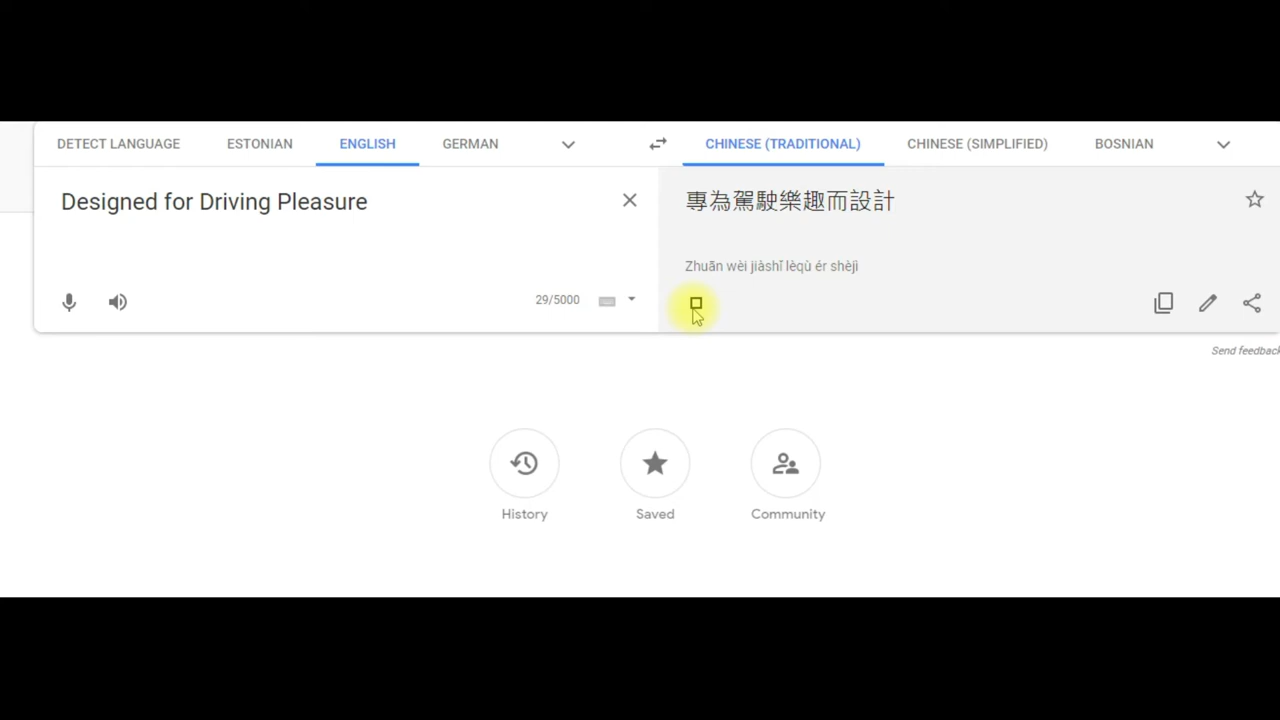 DETECT LANGUAGE ESTONIAN ENGLISH GERMAN CHINESE (TRADITIONAL) CHINESE (SIMPLIFIED) BOSNIAN
Designed for Driving Pleasure
專為駕駛樂趣而設計
Zhuān wèi jiàshǐ lèqù ér shèjì
29/5000
Send feedback
History Saved Community